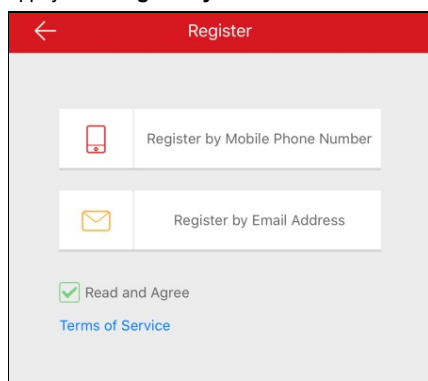 Register
Register by Mobile Phone Number
Register by Email Address
Read and Agree
Terms of Service